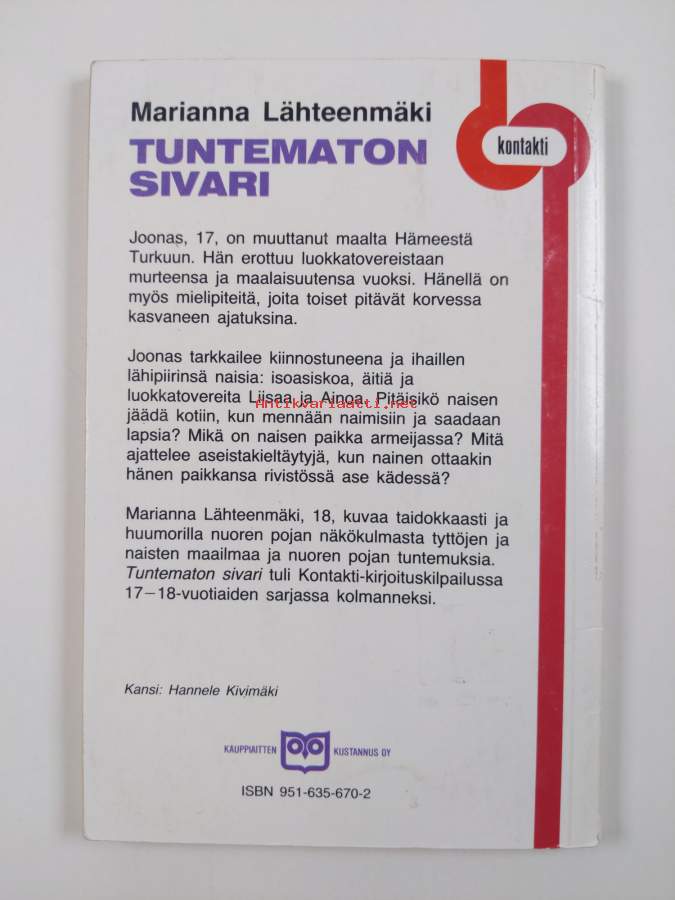 Marianna Lähteenmäki
TUNTEMATON
SIVARI
kontakti
Joonas, 17, on muuttanut maalta Hämeestä
Turkuun. Hän erottuu luokkatovereistaan
murteensa ja maalaisuutensa vuoksi. Hänellä on
myös mielipiteitä, joita toiset pitävät korvessa
kasvaneen ajatuksina.
Joonas tarkkailee kiinnostuneena ja ihaillen
lähipiirinsä naisia: isoasiskoa, äitiä ja
luokkatovereita Liisaa ja Ainoa. Pitäisikö naisen
Antikvariaatti.net
jäädä kotiin, kun mennään naimisiin ja saadaan
lapsia? Mikä on naisen paikka armeijassa? Mitä
ajattelee aseistakieltäytyjä, kun nainen ottaakin
hänen paikkansa rivistössä ase kädessä?
Marianna Lähteenmäki, 18, kuvaa taidokkaasti ja
huumorilla nuoren pojan näkökulmasta tyttöjen ja
naisten maailmaa ja nuoren pojan tuntemuksia.
Tuntematon sivari tuli Kontakti-kirjoituskilpailussa
17–18-vuotiaiden sarjassa kolmanneksi.
Kansi: Hannele Kivimäki
KAUPPIAITTEN KUSTANNUS OY
ISBN 951-635-670-2